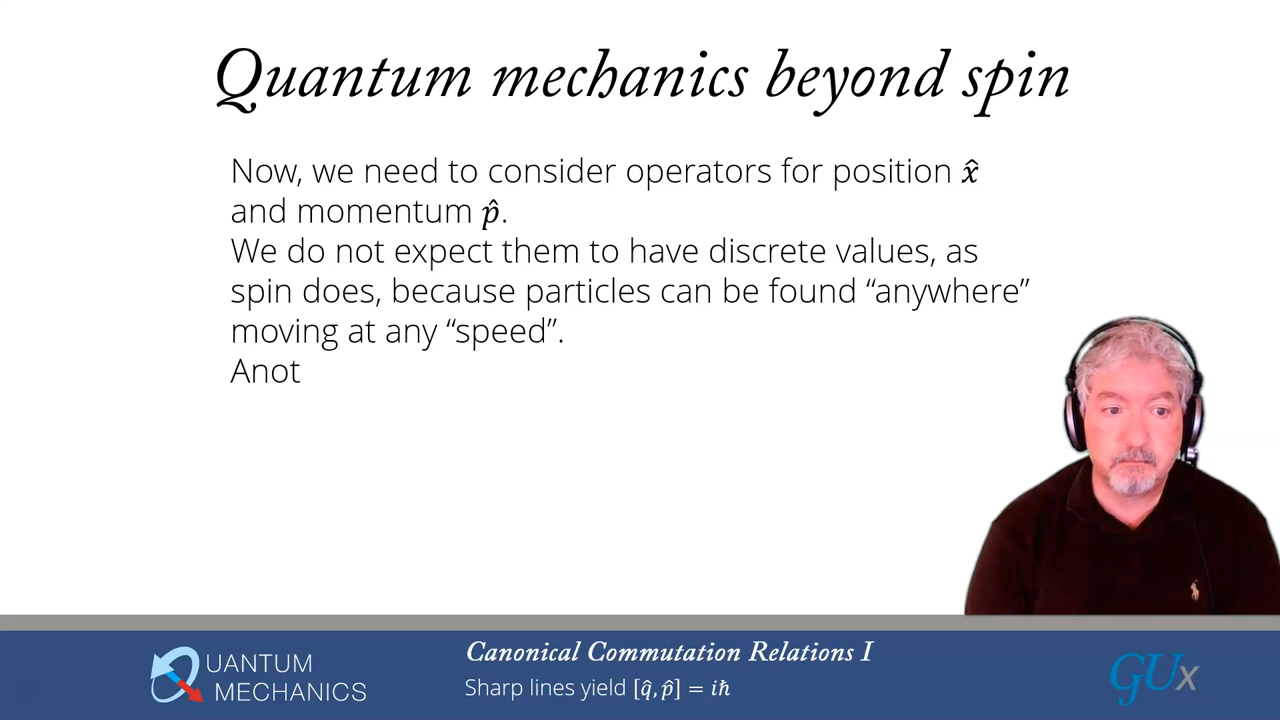 Quantum mechanics beyond spin
Now, we need to consider operators for position x̂
and momentum p̂.
We do not expect them to have discrete values, as
spin does, because particles can be found “anywhere”
moving at any “speed”.
Anot
Canonical Commutation Relations I
Sharp lines yield [q̂, p̂] = iħ
QUANTUM
MECHANICS
GUx